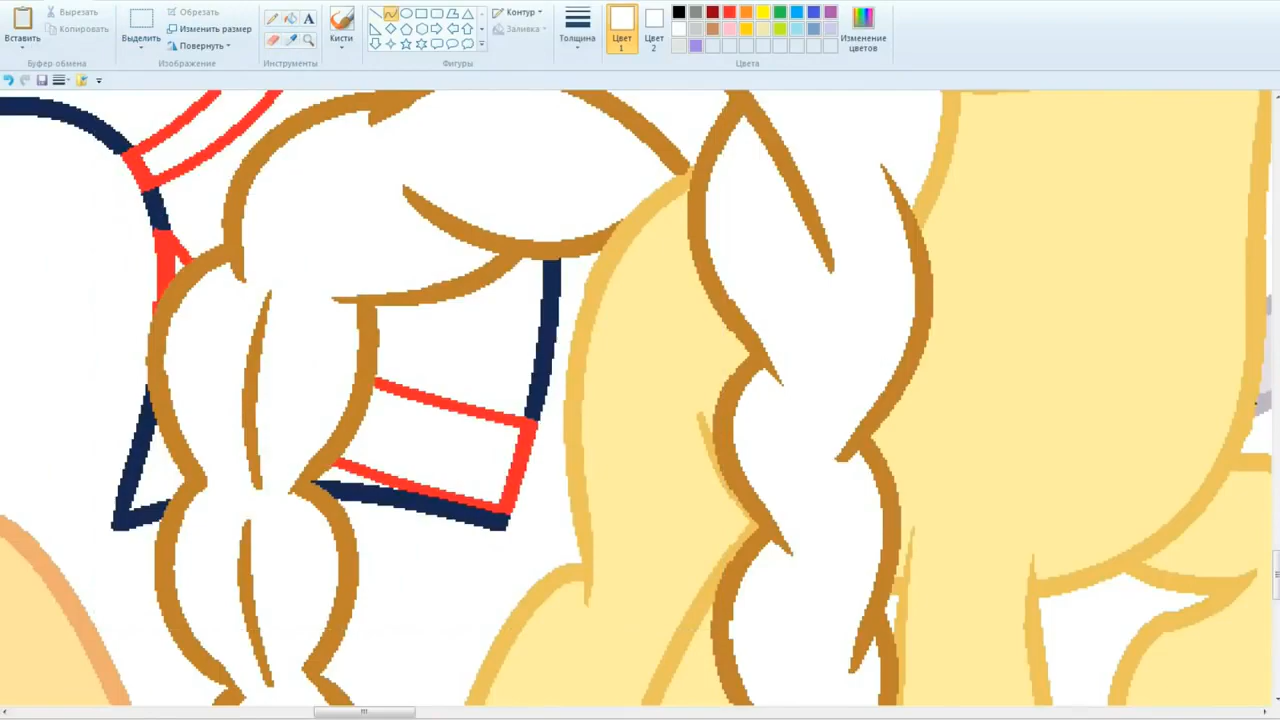 Вставить
Вырезать
Копировать
Буфер обмена
Выделить
Обрезать
Изменить размер
Повернуть
Изображение
A
Инструменты
Кисти
Контур
Заливка
Фигуры
Толщина
Цвет
1
Цвет
2
Изменение
цветов
Цвета